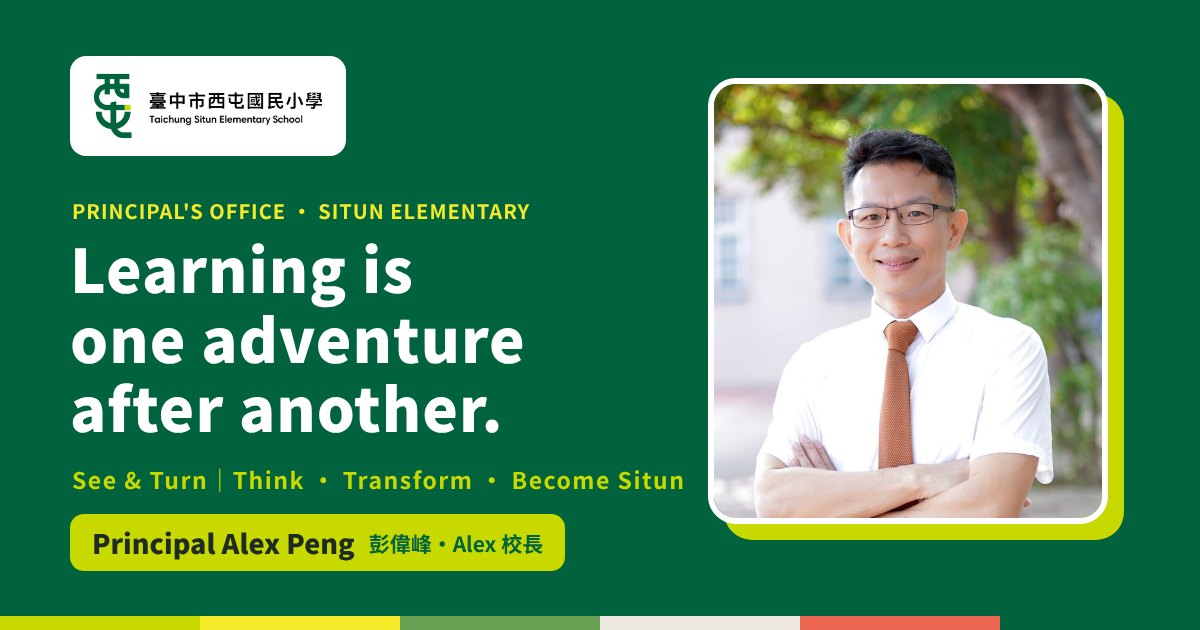 臺中市西屯國民小學
Taichung Situn Elementary School
PRINCIPAL'S OFFICE • SITUN ELEMENTARY
Learning is
one adventure
after another.
See & Turn｜Think • Transform • Become Situn
Principal Alex Peng 彭偉峰・Alex 校長